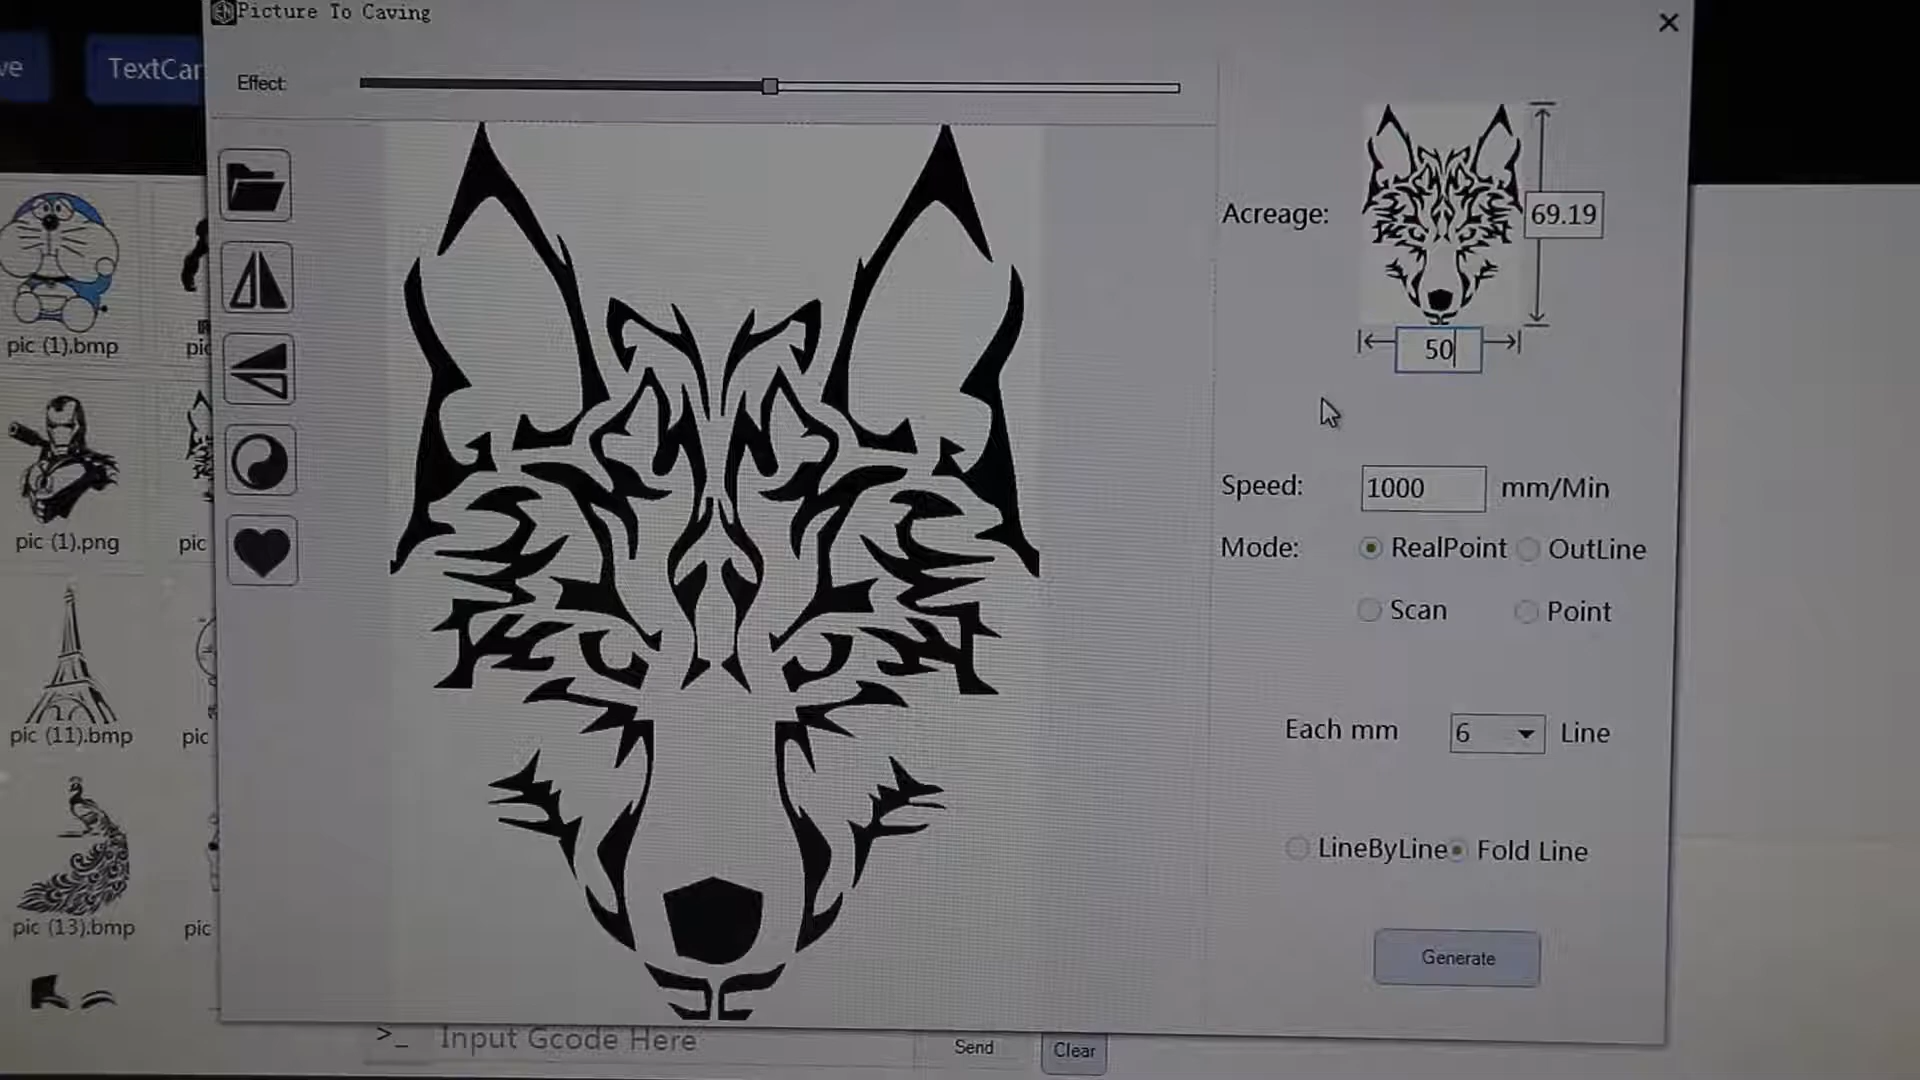 Picture To Caving
ve
TextCar
Effect:
Acreage:
69.19
50
Speed:
1000
mm/Min
Mode:
RealPoint
OutLine
Scan
Point
Each mm
6
Line
LineByLine
Fold Line
Generate
pic (1).bmp
pic
pic (1).png
pic
pic (11).bmp
pic
pic (13).bmp
pic
>_
Input Gcode Here
Send
Clear